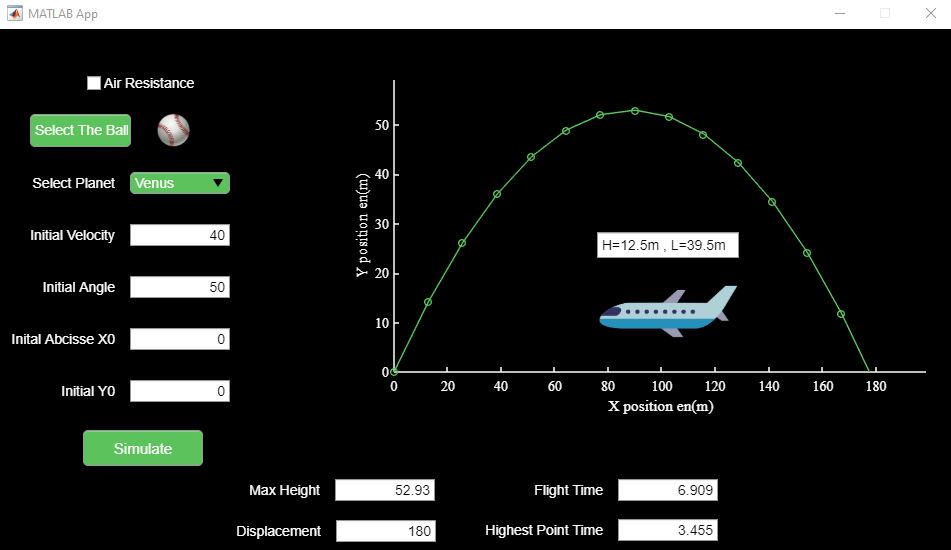 MATLAB App
Air Resistance
Select The Ball
Select Planet
Venus
Initial Velocity
40
Initial Angle
50
Inital Abcisse X0
0
Initial Y0
0
Simulate
Y position en(m)
50
40
30
20
10
0
H=12.5m , L=39.5m
0 20 40 60 80 100 120 140 160 180
X position en(m)
Max Height
52.93
Flight Time
6.909
Displacement
180
Highest Point Time
3.455